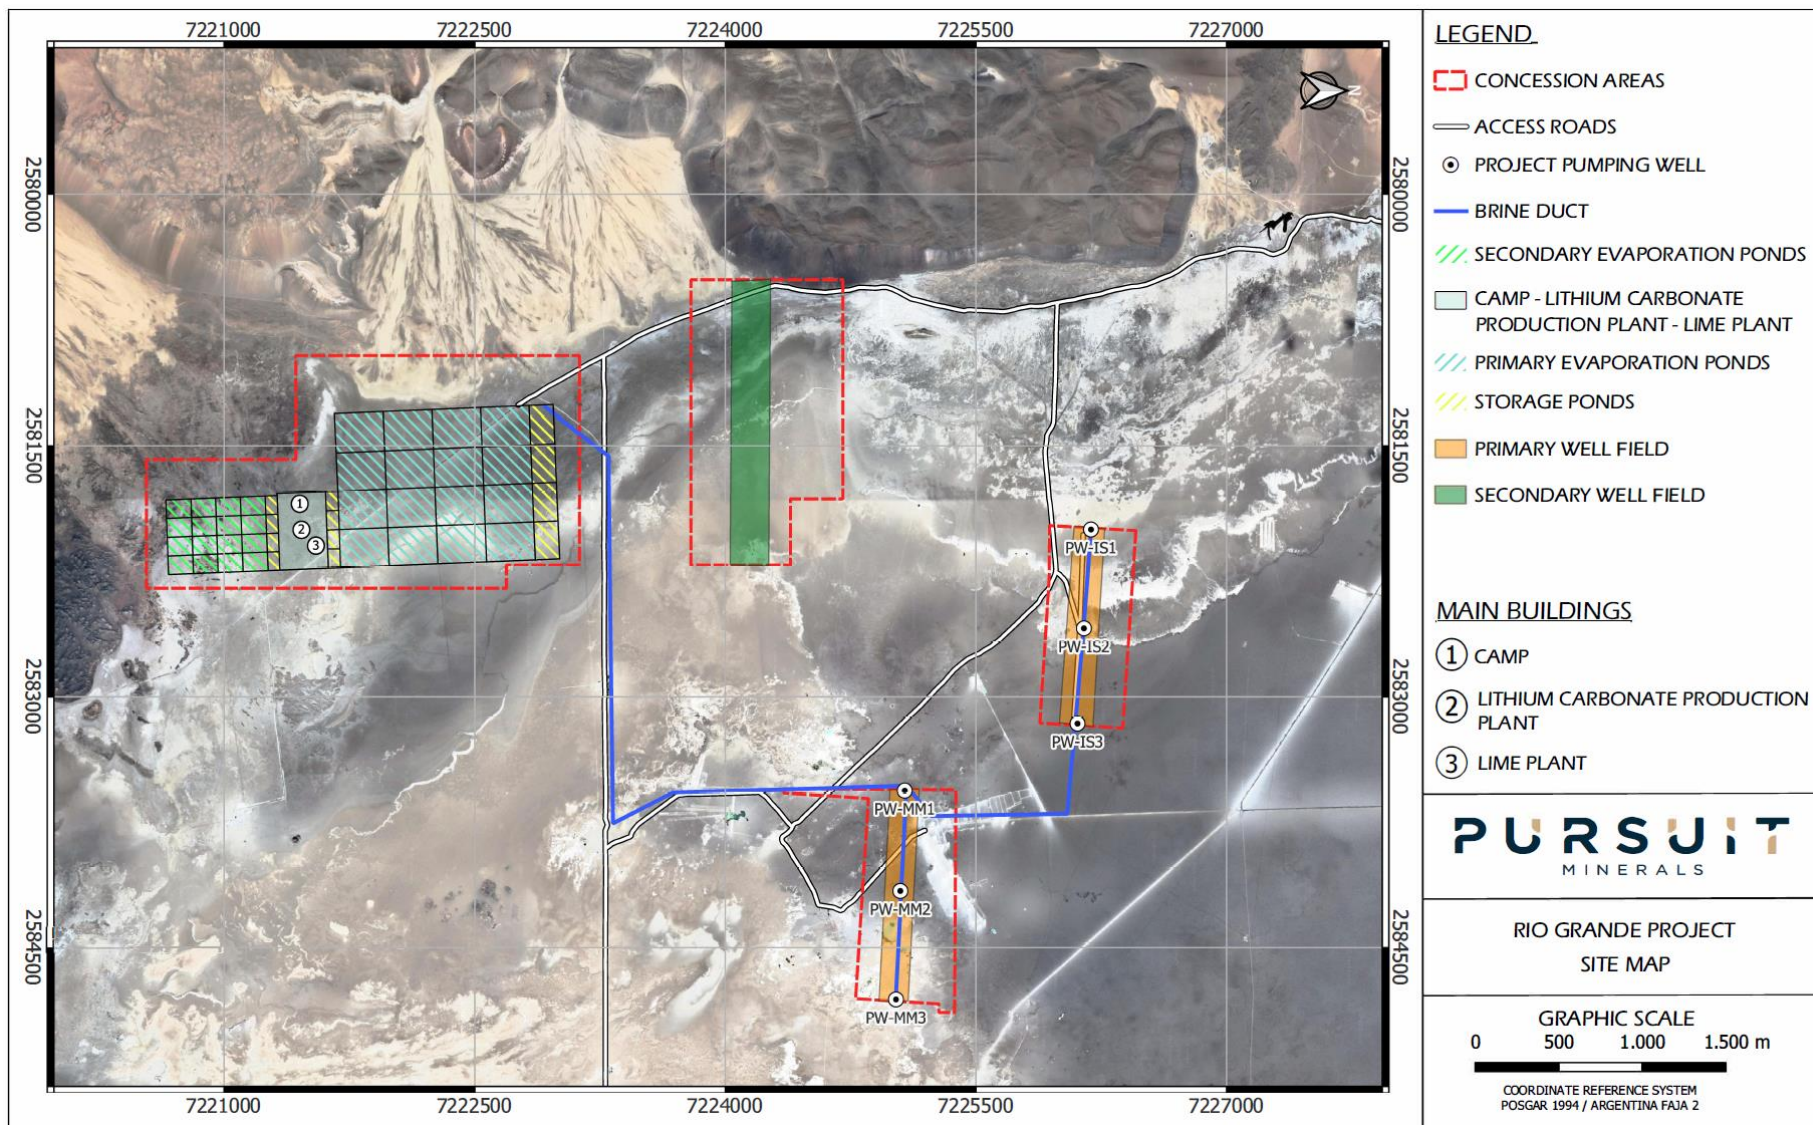 7221000 7222500 7224000 7225500 7227000
N
2580000 2580000
2581500 2581500
2583000 2583000
2584500 2584500
1
2
3
PW-IS1
PW-IS2
PW-IS3
PW-MM1
PW-MM2
PW-MM3
7221000 7222500 7224000 7225500 7227000
LEGEND
CONCESSION AREAS
ACCESS ROADS
PROJECT PUMPING WELL
BRINE DUCT
SECONDARY EVAPORATION PONDS
CAMP - LITHIUM CARBONATE
PRODUCTION PLANT - LIME PLANT
PRIMARY EVAPORATION PONDS
STORAGE PONDS
PRIMARY WELL FIELD
SECONDARY WELL FIELD
MAIN BUILDINGS
1 CAMP
2 LITHIUM CARBONATE PRODUCTION
PLANT
3 LIME PLANT
PURSUIT
MINERALS
RIO GRANDE PROJECT
SITE MAP
GRAPHIC SCALE
0 500 1.000 1.500 m
COORDINATE REFERENCE SYSTEM
POSGAR 1994 / ARGENTINA FAJA 2